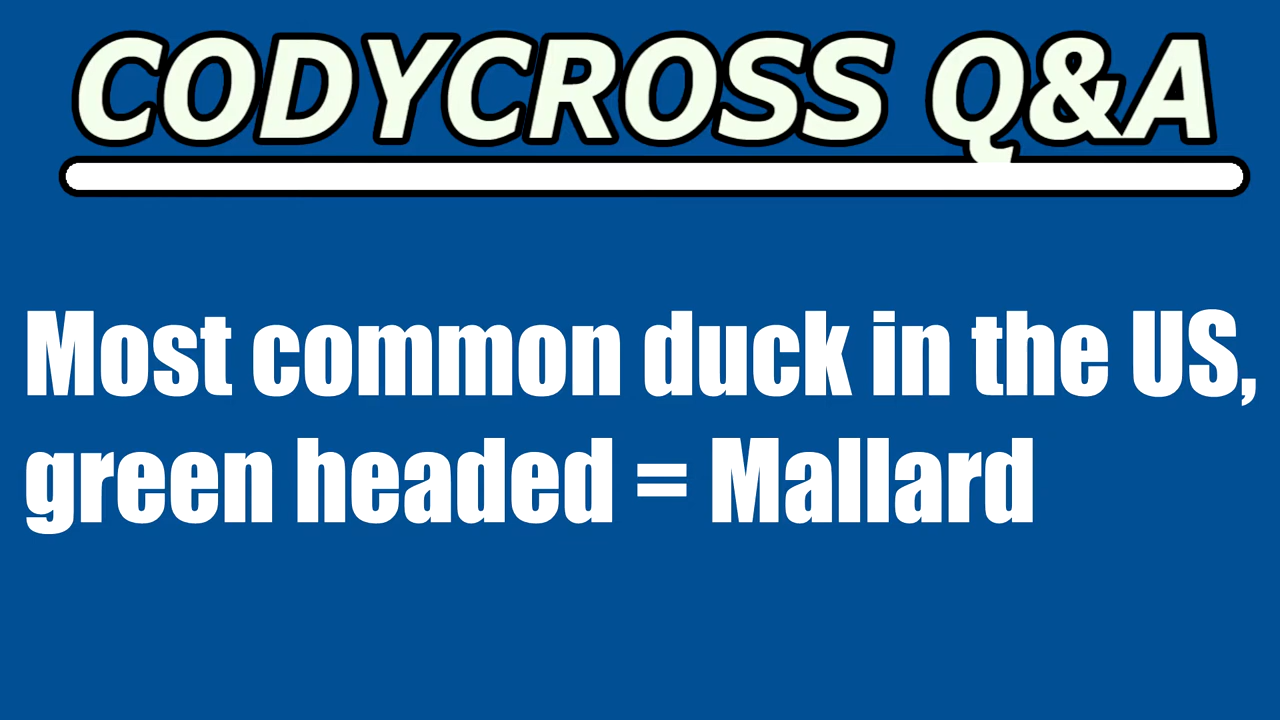 CODYCROSS Q&A
Most common duck in the US,
green headed = Mallard